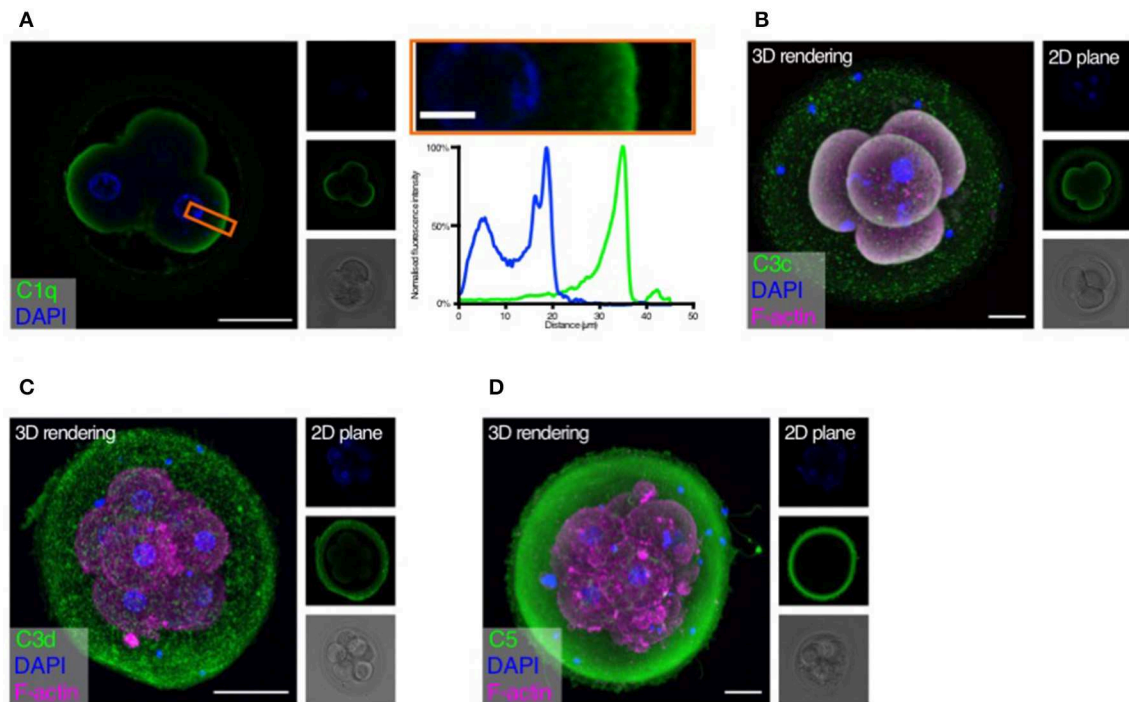 A
C1q
DAPI
Normalised fluorescence intensity
100%
50%
0%
0
10
20
30
40
50
Distance (µm)
B
3D rendering
2D plane
C3c
DAPI
F-actin
C
3D rendering
2D plane
C3d
DAPI
F-actin
D
3D rendering
2D plane
C5
DAPI
F-actin